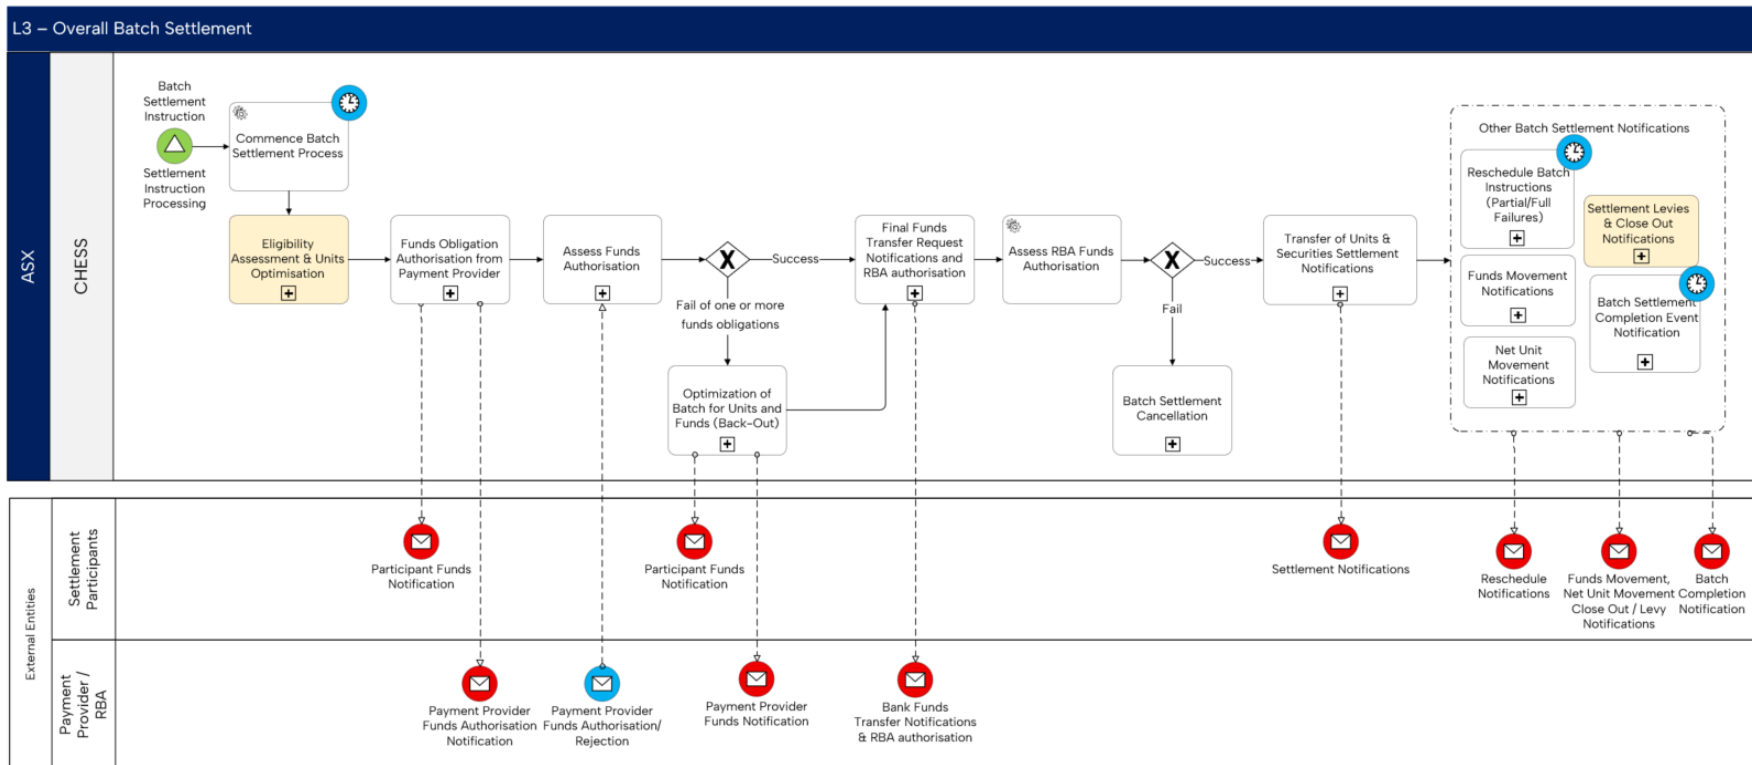 L3 – Overall Batch Settlement
ASX
CHESS
Batch
Settlement
Instruction
Settlement
Instruction
Processing
Commence Batch
Settlement Process
Eligibility
Assessment & Units
Optimisation
Funds Obligation
Authorisation from
Payment Provider
Assess Funds
Authorisation
X
Success
Fail of one or more
funds obligations
Optimization of
Batch for Units and
Funds (Back-Out)
Final Funds
Transfer Request
Notifications and
RBA authorisation
Assess RBA Funds
Authorisation
X
Success
Fail
Batch Settlement
Cancellation
Transfer of Units &
Securities Settlement
Notifications
Other Batch Settlement Notifications
Reschedule Batch
Instructions
(Partial/Full
Failures)
Settlement Levies
& Close Out
Notifications
Funds Movement
Notifications
Batch Settlement
Completion Event
Notification
Net Unit
Movement
Notifications
External Entities
Settlement
Participants
Participant Funds
Notification
Participant Funds
Notification
Settlement Notifications
Reschedule
Notifications
Funds Movement,
Net Unit Movement
Close Out / Levy
Notifications
Batch
Completion
Notification
Payment
Provider /
RBA
Payment Provider
Funds Authorisation
Notification
Payment Provider
Funds Authorisation/
Rejection
Payment Provider
Funds Notification
Bank Funds
Transfer Notifications
& RBA authorisation